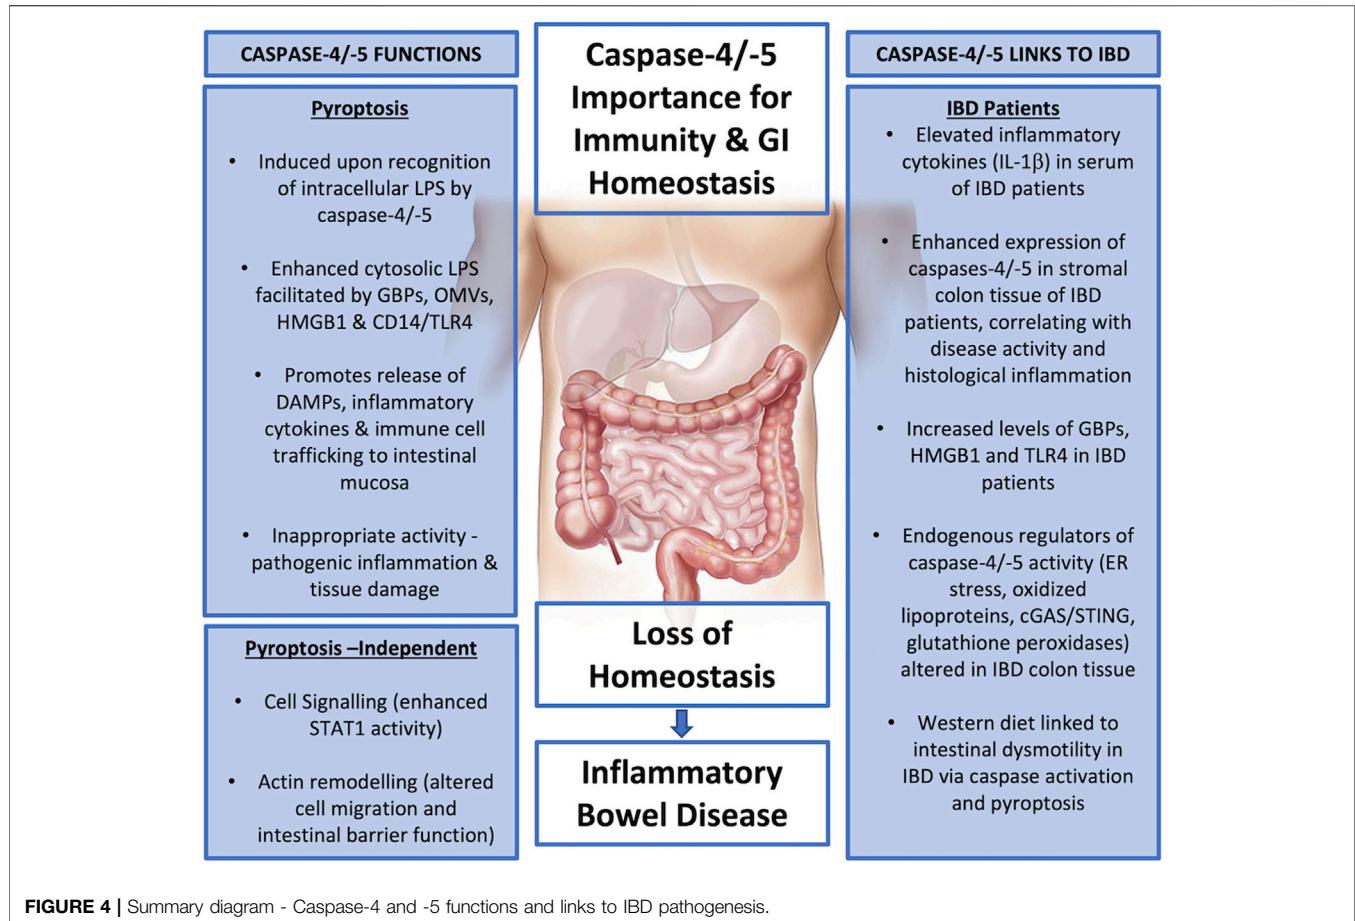 CASPASE-4/-5 FUNCTIONS
Pyroptosis
• Induced upon recognition
of intracellular LPS by
caspase-4/-5
• Enhanced cytosolic LPS
facilitated by GBPs, OMVs,
HMGB1 & CD14/TLR4
• Promotes release of
DAMPs, inflammatory
cytokines & immune cell
trafficking to intestinal
mucosa
• Inappropriate activity -
pathogenic inflammation &
tissue damage
Pyroptosis –Independent
• Cell Signalling (enhanced
STAT1 activity)
• Actin remodelling (altered
cell migration and
intestinal barrier function)
Caspase-4/-5
Importance for
Immunity & GI
Homeostasis
Loss of
Homeostasis
Inflammatory
Bowel Disease
CASPASE-4/-5 LINKS TO IBD
IBD Patients
• Elevated inflammatory
cytokines (IL-1β) in serum
of IBD patients
• Enhanced expression of
caspases-4/-5 in stromal
colon tissue of IBD
patients, correlating with
disease activity and
histological inflammation
• Increased levels of GBPs,
HMGB1 and TLR4 in IBD
patients
• Endogenous regulators of
caspase-4/-5 activity (ER
stress, oxidized
lipoproteins, cGAS/STING,
glutathione peroxidases)
altered in IBD colon tissue
• Western diet linked to
intestinal dysmotility in
IBD via caspase activation
and pyroptosis
FIGURE 4 | Summary diagram - Caspase-4 and -5 functions and links to IBD pathogenesis.